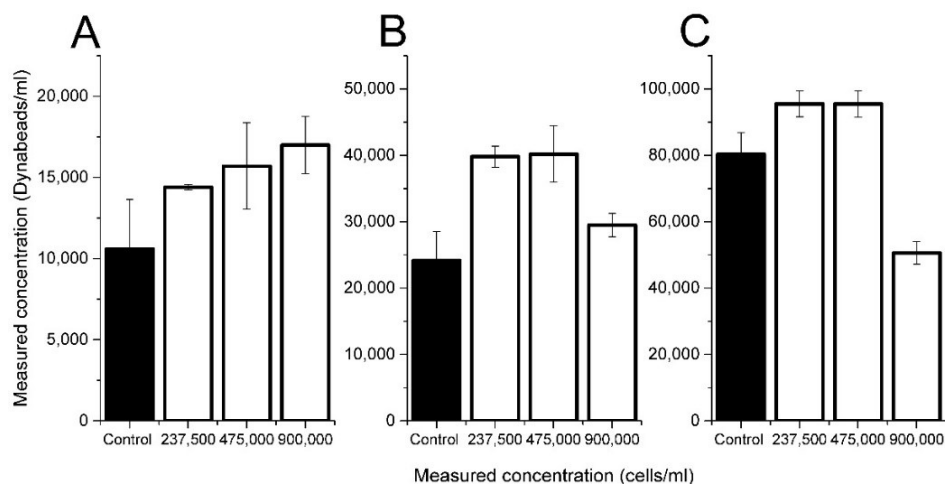 A
B
C
Measured concentration (Dynabeads/ml)
20,000
15,000
10,000
5,000
0
Control 237,500 475,000 900,000
50,000
40,000
30,000
20,000
10,000
0
Control 237,500 475,000 900,000
100,000
80,000
60,000
40,000
20,000
0
Control 237,500 475,000 900,000
Measured concentration (cells/ml)